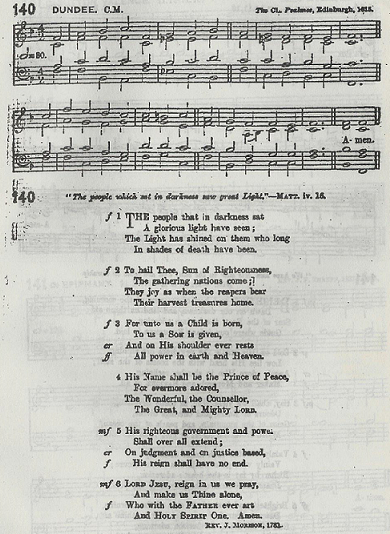 140 DUNDEE. C.M. The CL. Psalmes, Edinburgh, 1615.
A- men.
140 "The people which sat in darkness saw great Light."—MATT. iv. 16.
f 1 THE people that in darkness sat
A glorious light have seen;
The Light has shined on them who long
In shades of death have been.
f 2 To hail Thee, Sun of Righteousness,
The gathering nations come;
They joy as when the reapers bear
Their harvest treasures home.
f 3 For unto us a Child is born,
To us a SON is given,
cr And on His shoulder ever rests
ff All power in earth and Heaven.
4 His Name shall be the Prince of Peace,
For evermore adored,
The Wonderful, the Counsellor,
The Great, and Mighty LORD.
mf 5 His righteous government and power
Shall over all extend;
cr On judgment and on justice based,
f His reign shall have no end.
mf 6 LORD JESU, reign in us we pray,
And make us Thine alone,
f Who with the FATHER ever art
And HOLY SPIRIT One. Amen.
REV. J. MORISON, 1781.